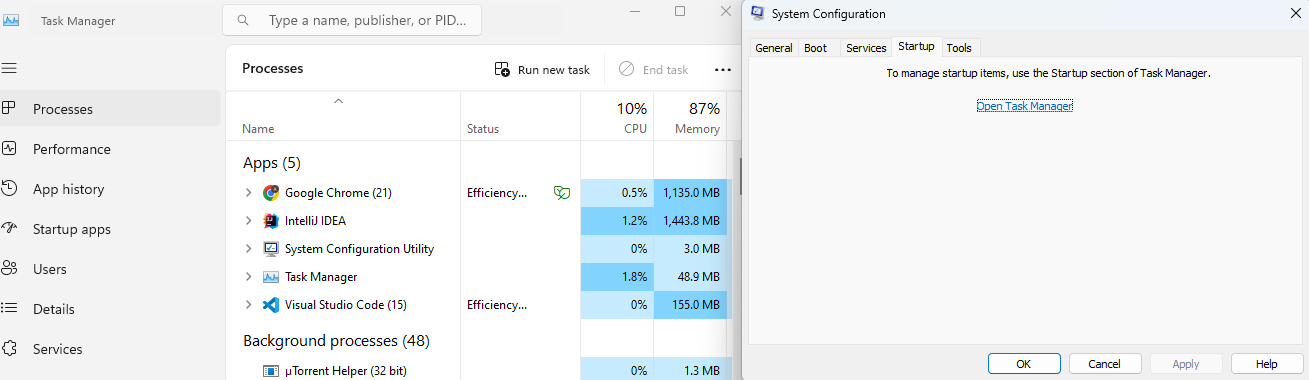 Task Manager
Type a name, publisher, or PID...
Processes
Performance
App history
Startup apps
Users
Details
Services
Processes
Run new task
End task
Name Status 10% CPU 87% Memory
Apps (5)
Google Chrome (21) Efficiency... 0.5% 1,135.0 MB
IntelliJ IDEA 1.2% 1,443.8 MB
System Configuration Utility 0% 3.0 MB
Task Manager 1.8% 48.9 MB
Visual Studio Code (15) Efficiency... 0% 155.0 MB
Background processes (48)
µTorrent Helper (32 bit) 0% 1.3 MB
System Configuration
General Boot Services Startup Tools
To manage startup items, use the Startup section of Task Manager.
Open Task Manager
OK Cancel Apply Help